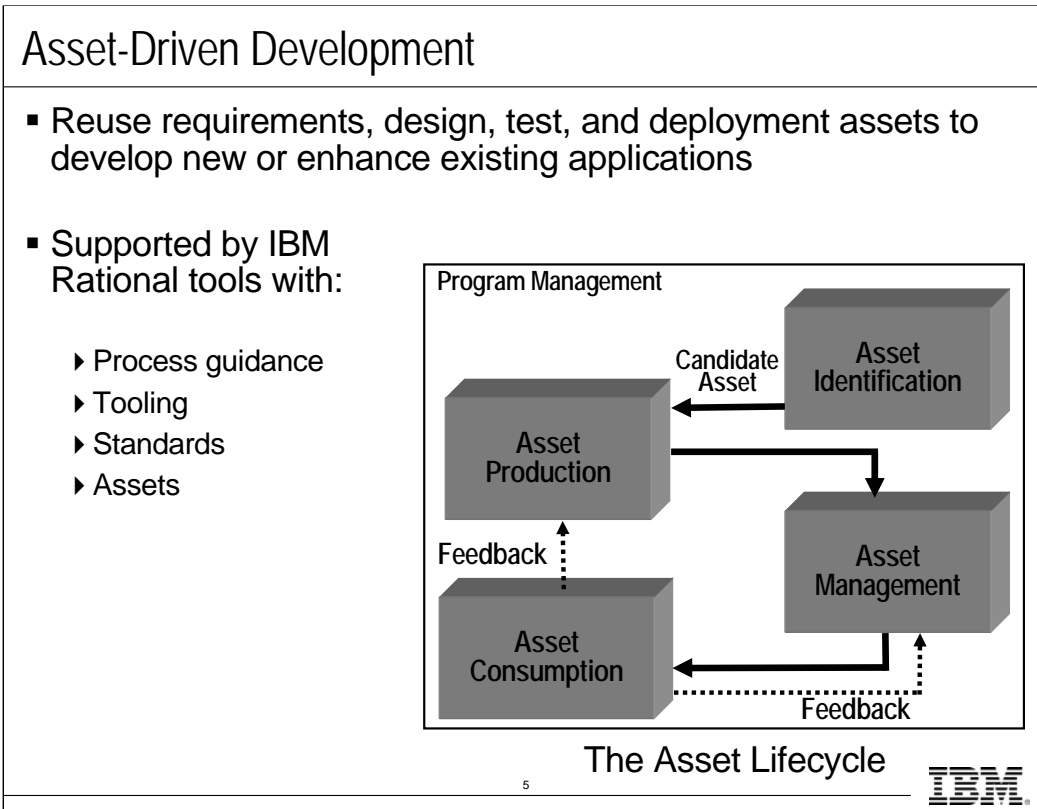 Asset-Driven Development
▪ Reuse requirements, design, test, and deployment assets to
develop new or enhance existing applications
▪ Supported by IBM
Rational tools with:
Process guidance
Tooling
Standards
Assets
Program Management
Asset
Identification
Candidate
Asset
Asset
Production
Asset
Management
Feedback
Asset
Consumption
Feedback
The Asset Lifecycle
5
IBM.